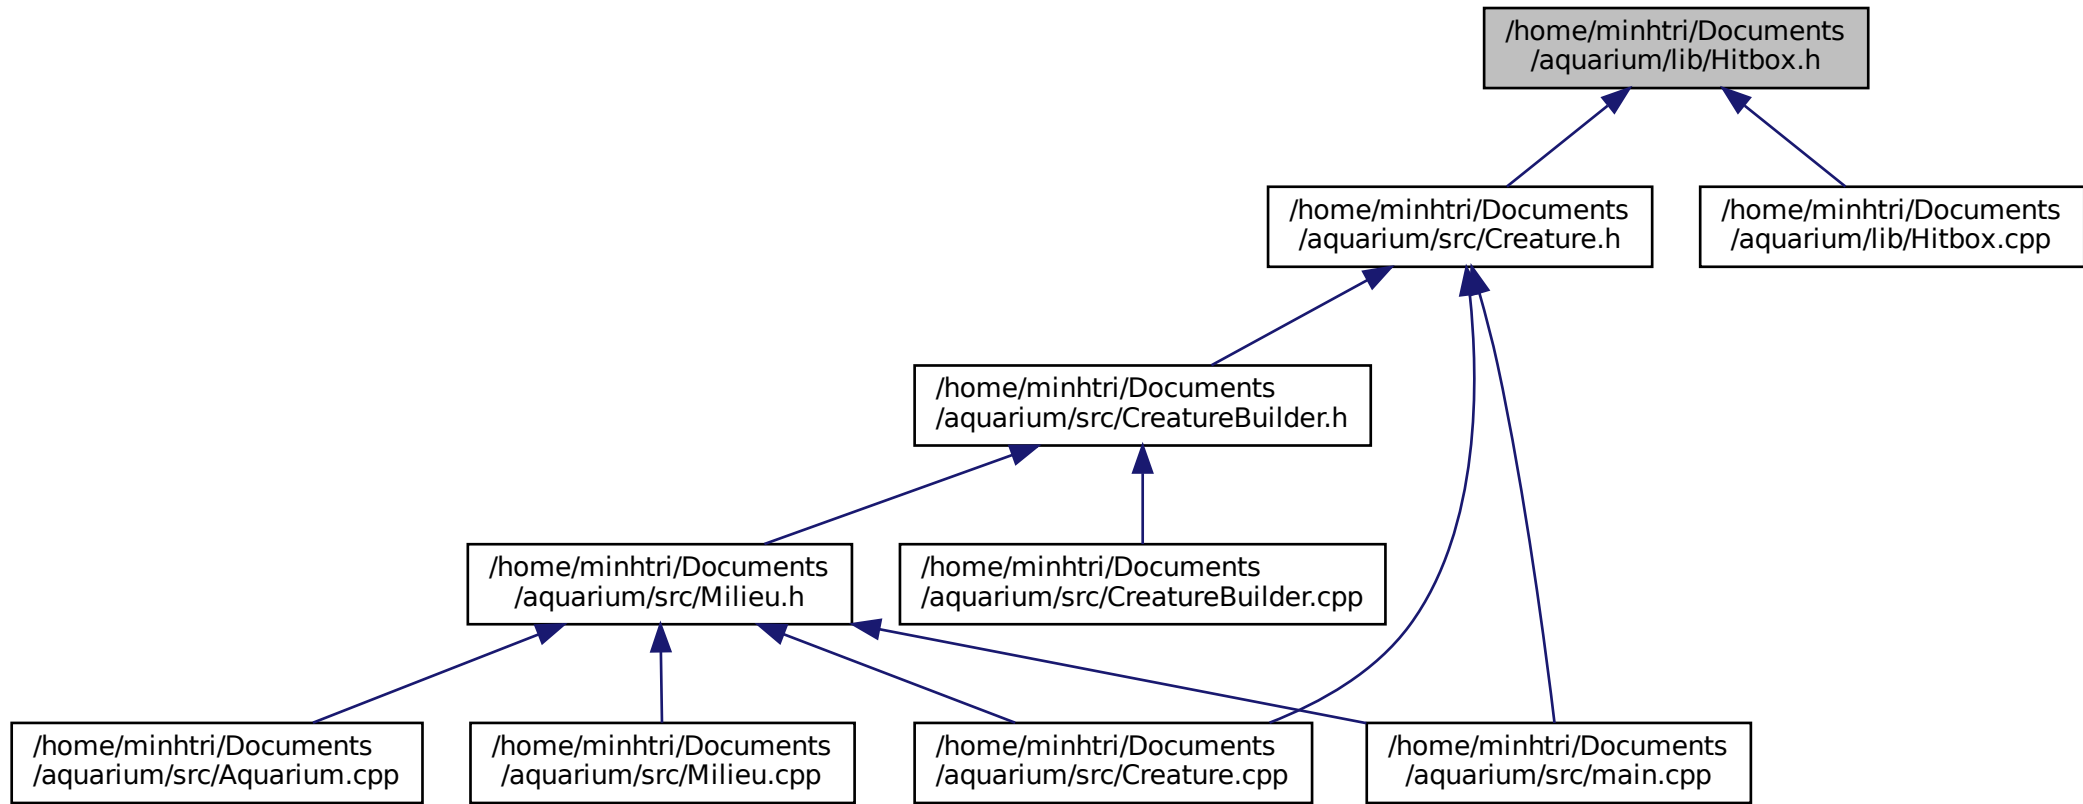 /home/minhtri/Documents
/aquarium/lib/Hitbox.h
/home/minhtri/Documents
/aquarium/src/Creature.h
/home/minhtri/Documents
/aquarium/lib/Hitbox.cpp
/home/minhtri/Documents
/aquarium/src/CreatureBuilder.h
/home/minhtri/Documents
/aquarium/src/Milieu.h
/home/minhtri/Documents
/aquarium/src/CreatureBuilder.cpp
/home/minhtri/Documents
/aquarium/src/Aquarium.cpp
/home/minhtri/Documents
/aquarium/src/Milieu.cpp
/home/minhtri/Documents
/aquarium/src/Creature.cpp
/home/minhtri/Documents
/aquarium/src/main.cpp